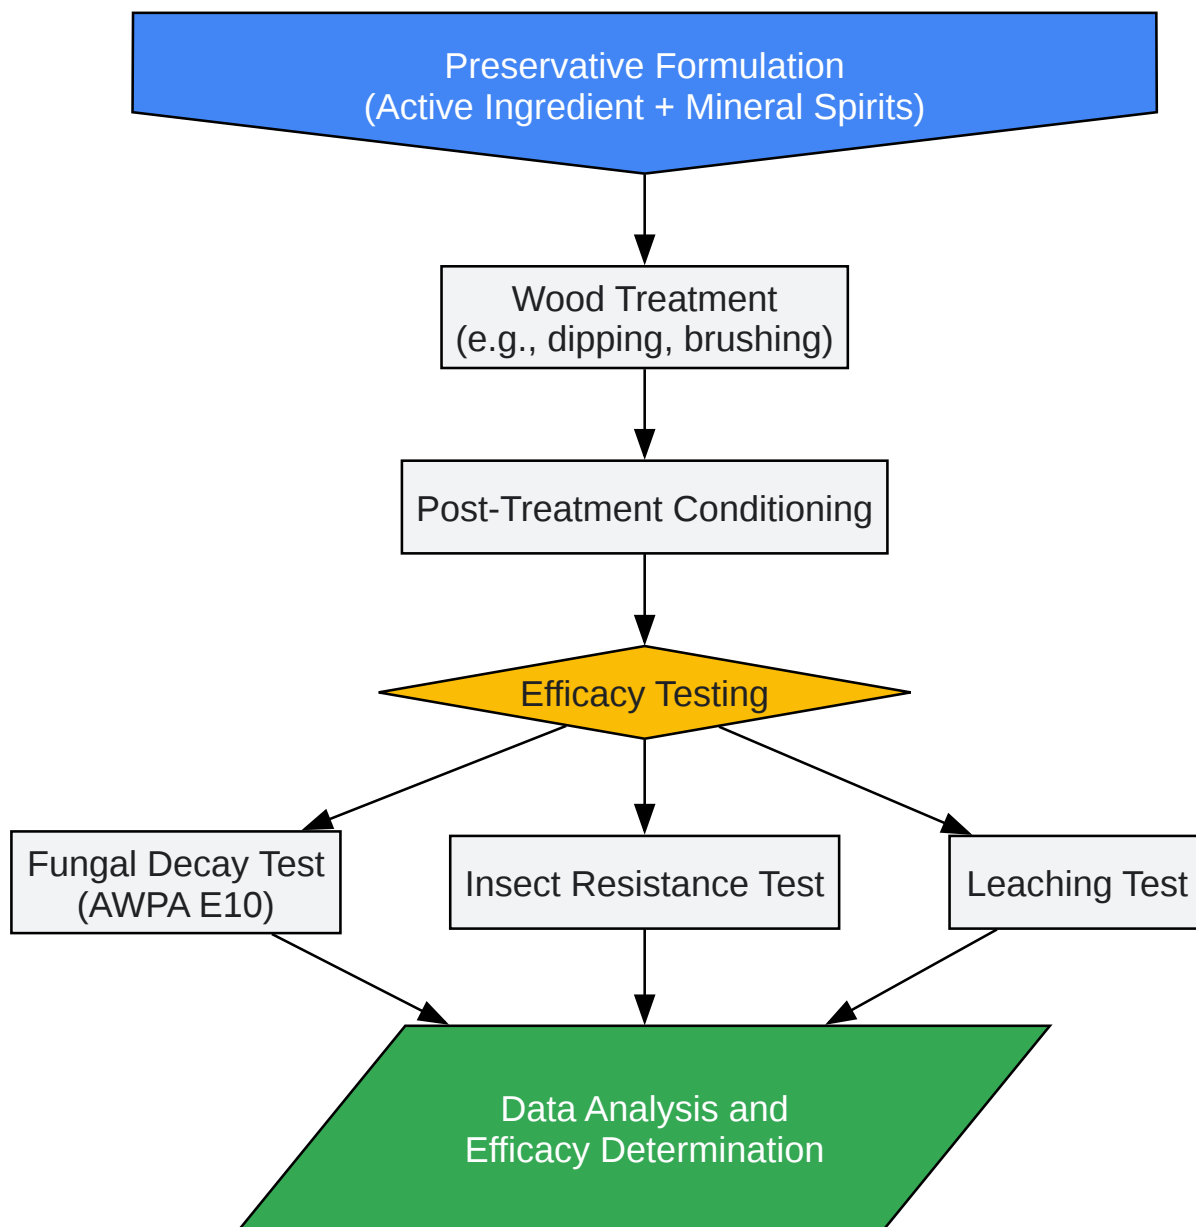 Preservative Formulation
(Active Ingredient + Mineral Spirits)
Wood Treatment
(e.g., dipping, brushing)
Post-Treatment Conditioning
Efficacy Testing
Fungal Decay Test
(AWPA E10)
Insect Resistance Test
Leaching Test
Data Analysis and
Efficacy Determination